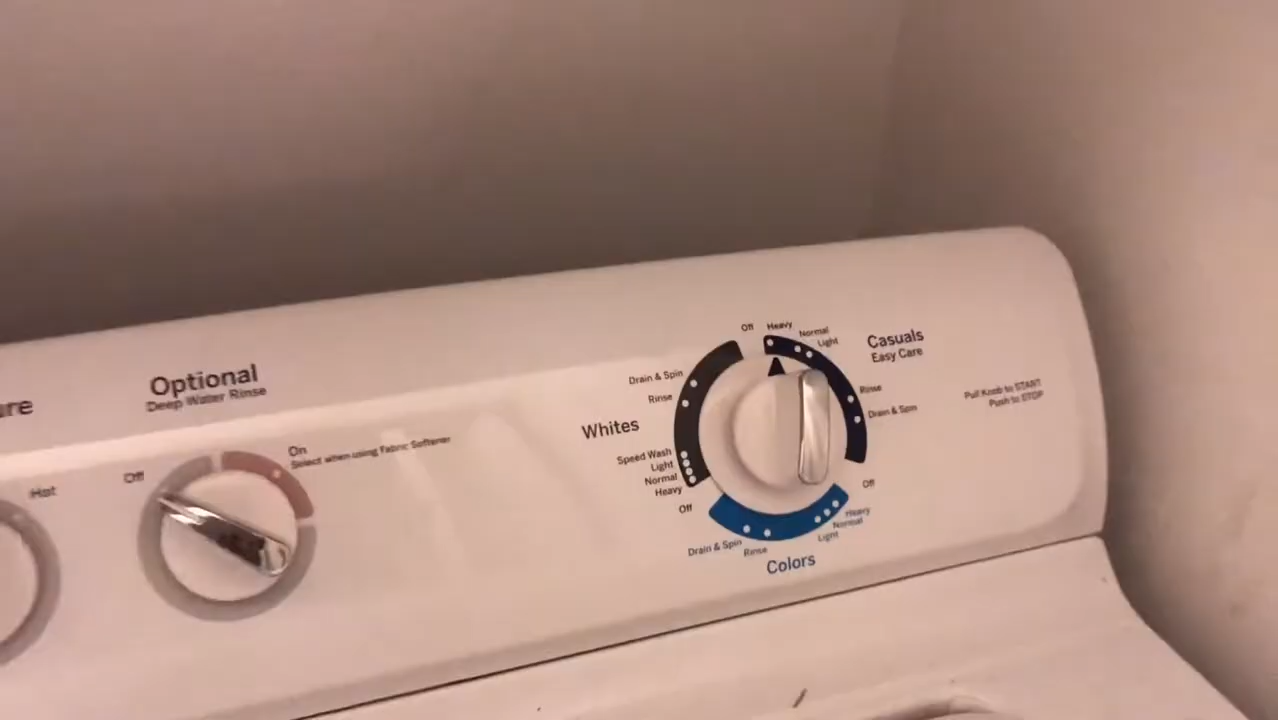 Optional
Deep Water Rinse
On
Select when using Fabric Softener
Off
Hot
Off
Heavy
Normal
Light
Casuals
Easy Care
Rinse
Drain & Spin
Pull Knob to START
Push to STOP
Drain & Spin
Rinse
Whites
Speed Wash
Light
Normal
Heavy
Off
Off
Heavy
Normal
Light
Rinse
Drain & Spin
Colors